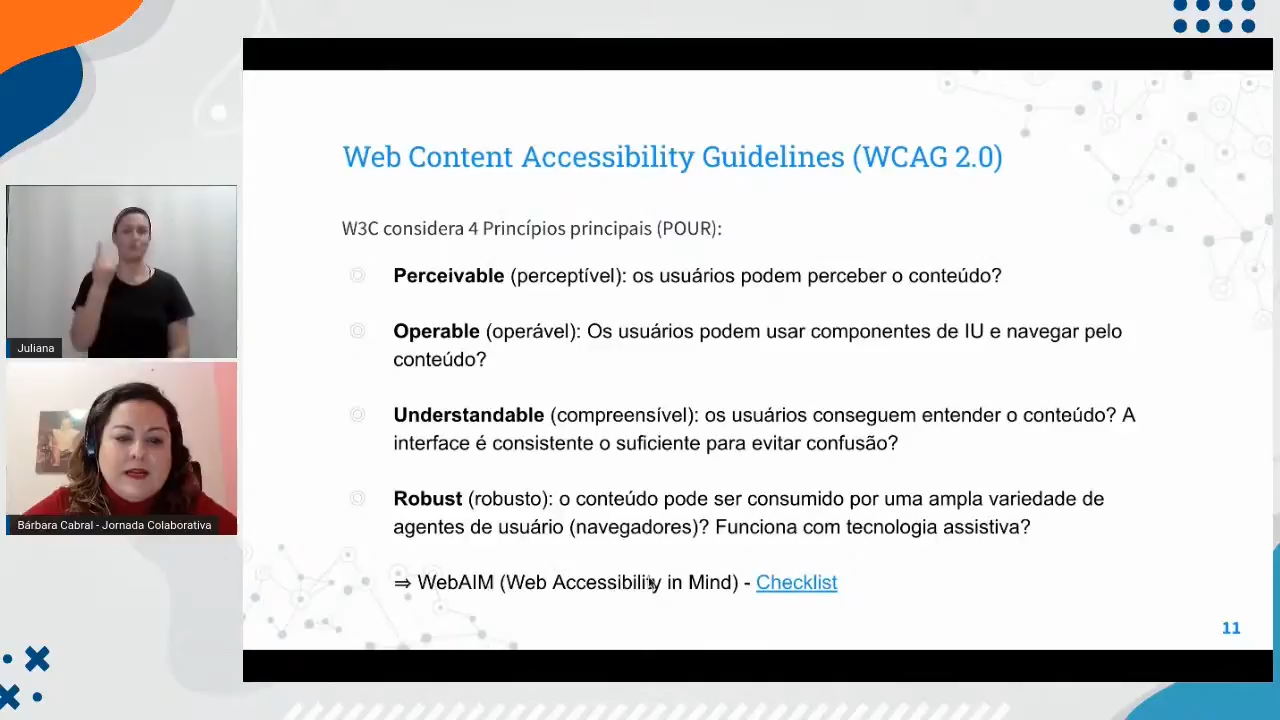 Web Content Accessibility Guidelines (WCAG 2.0)
W3C considera 4 Princípios principais (POUR):
Perceivable (perceptível): os usuários podem perceber o conteúdo?
Operable (operável): Os usuários podem usar componentes de IU e navegar pelo
conteúdo?
Understandable (compreensível): os usuários conseguem entender o conteúdo? A
interface é consistente o suficiente para evitar confusão?
Robust (robusto): o conteúdo pode ser consumido por uma ampla variedade de
agentes de usuário (navegadores)? Funciona com tecnologia assistiva?
⇒ WebAIM (Web Accessibility in Mind) - Checklist
11
Juliana
Bárbara Cabral - Jornada Colaborativa